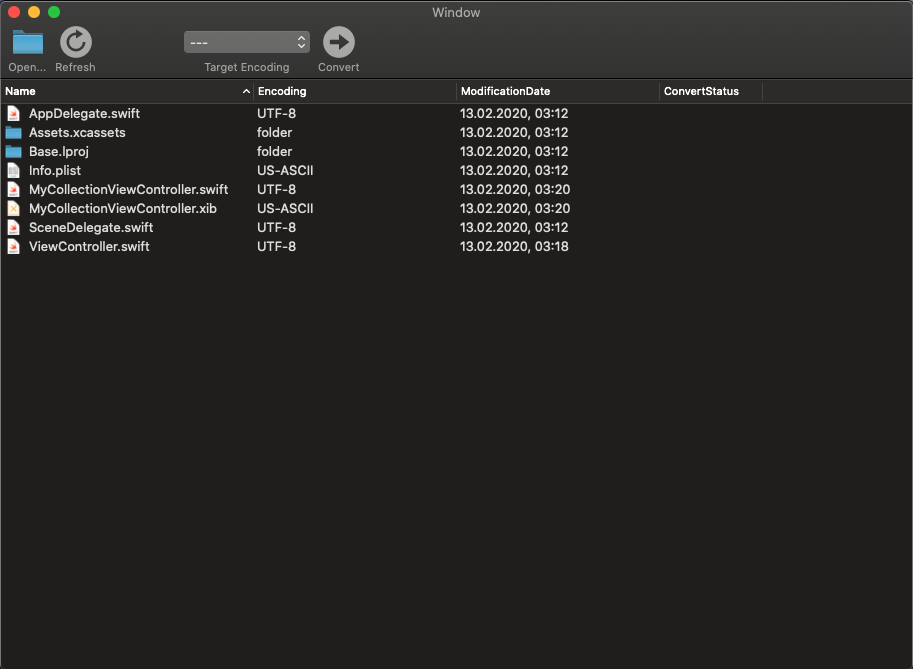 Window
Open... Refresh --- Target Encoding Convert
Name Encoding ModificationDate ConvertStatus
AppDelegate.swift UTF-8 13.02.2020, 03:12
Assets.xcassets folder 13.02.2020, 03:12
Base.lproj folder 13.02.2020, 03:12
Info.plist US-ASCII 13.02.2020, 03:12
MyCollectionViewController.swift UTF-8 13.02.2020, 03:20
MyCollectionViewController.xib US-ASCII 13.02.2020, 03:20
SceneDelegate.swift UTF-8 13.02.2020, 03:12
ViewController.swift UTF-8 13.02.2020, 03:18